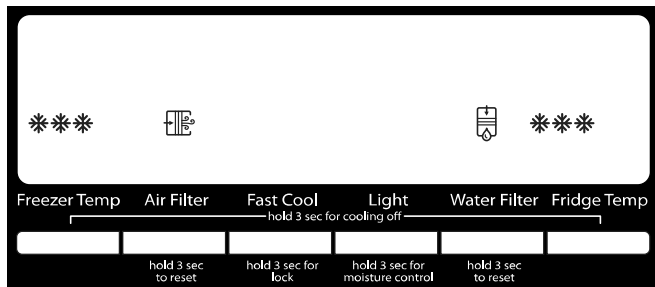 Freezer Temp Air Filter Fast Cool Light Water Filter Fridge Temp
hold 3 sec for cooling off
hold 3 sec
to reset
hold 3 sec for
lock
hold 3 sec for
moisture control
hold 3 sec
to reset